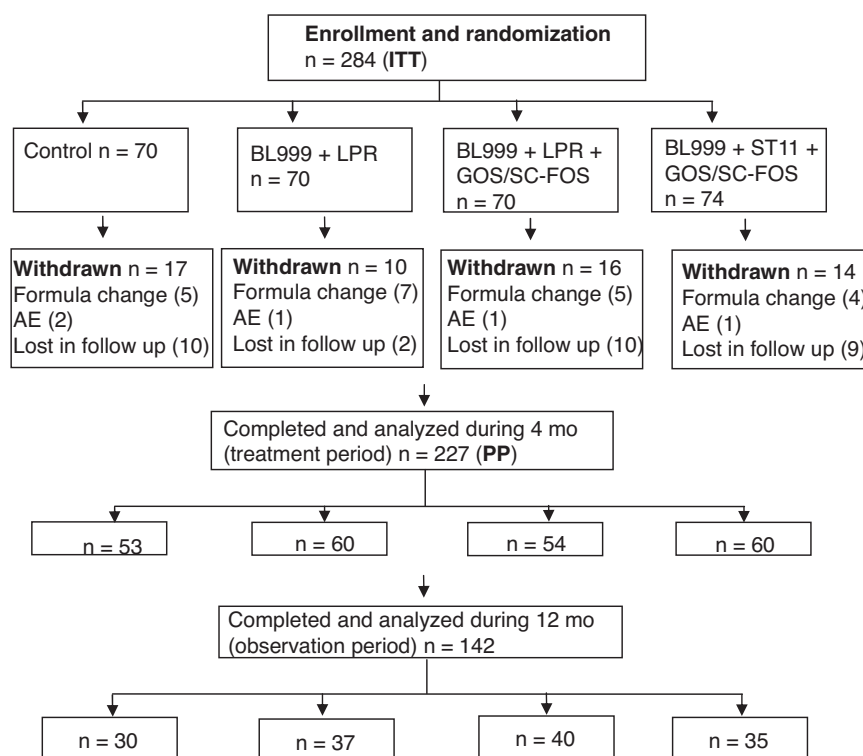 Enrollment and randomization
n = 284 (ITT)
Control n = 70
BL999 + LPR
n = 70
BL999 + LPR +
GOS/SC-FOS
n = 70
BL999 + ST11 +
GOS/SC-FOS
n = 74
Withdrawn n = 17
Formula change (5)
AE (2)
Lost in follow up (10)
Withdrawn n = 10
Formula change (7)
AE (1)
Lost in follow up (2)
Withdrawn n = 16
Formula change (5)
AE (1)
Lost in follow up (10)
Withdrawn n = 14
Formula change (4)
AE (1)
Lost in follow up (9)
Completed and analyzed during 4 mo
(treatment period) n = 227 (PP)
n = 53
n = 60
n = 54
n = 60
Completed and analyzed during 12 mo
(observation period) n = 142
n = 30
n = 37
n = 40
n = 35